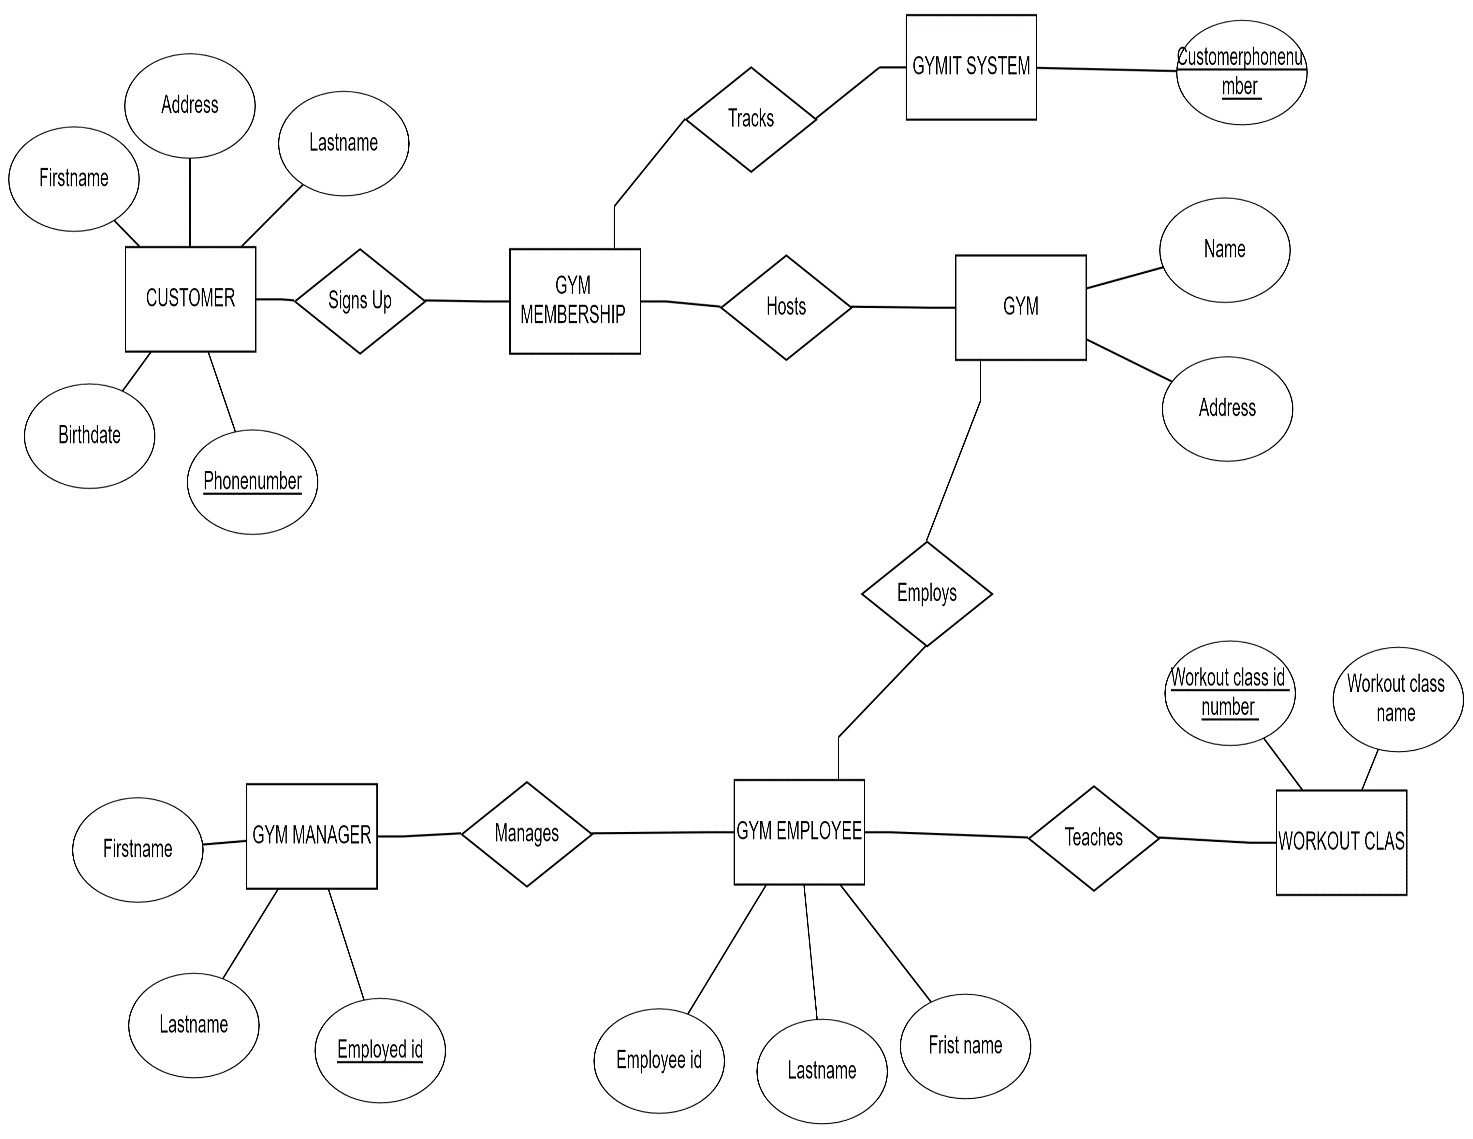 GYMIT SYSTEM
Customerphonenu
mber
Address
Tracks
Lastname
Firstname
Name
CUSTOMER
Signs Up
GYM
MEMBERSHIP
Hosts
GYM
Address
Birthdate
Phonenumber
Employs
Workout class id
number
Workout class
name
Firstname
GYM MANAGER
Manages
GYM EMPLOYEE
Teaches
WORKOUT CLAS
Lastname
Employed id
Employee id
Lastname
Frist name